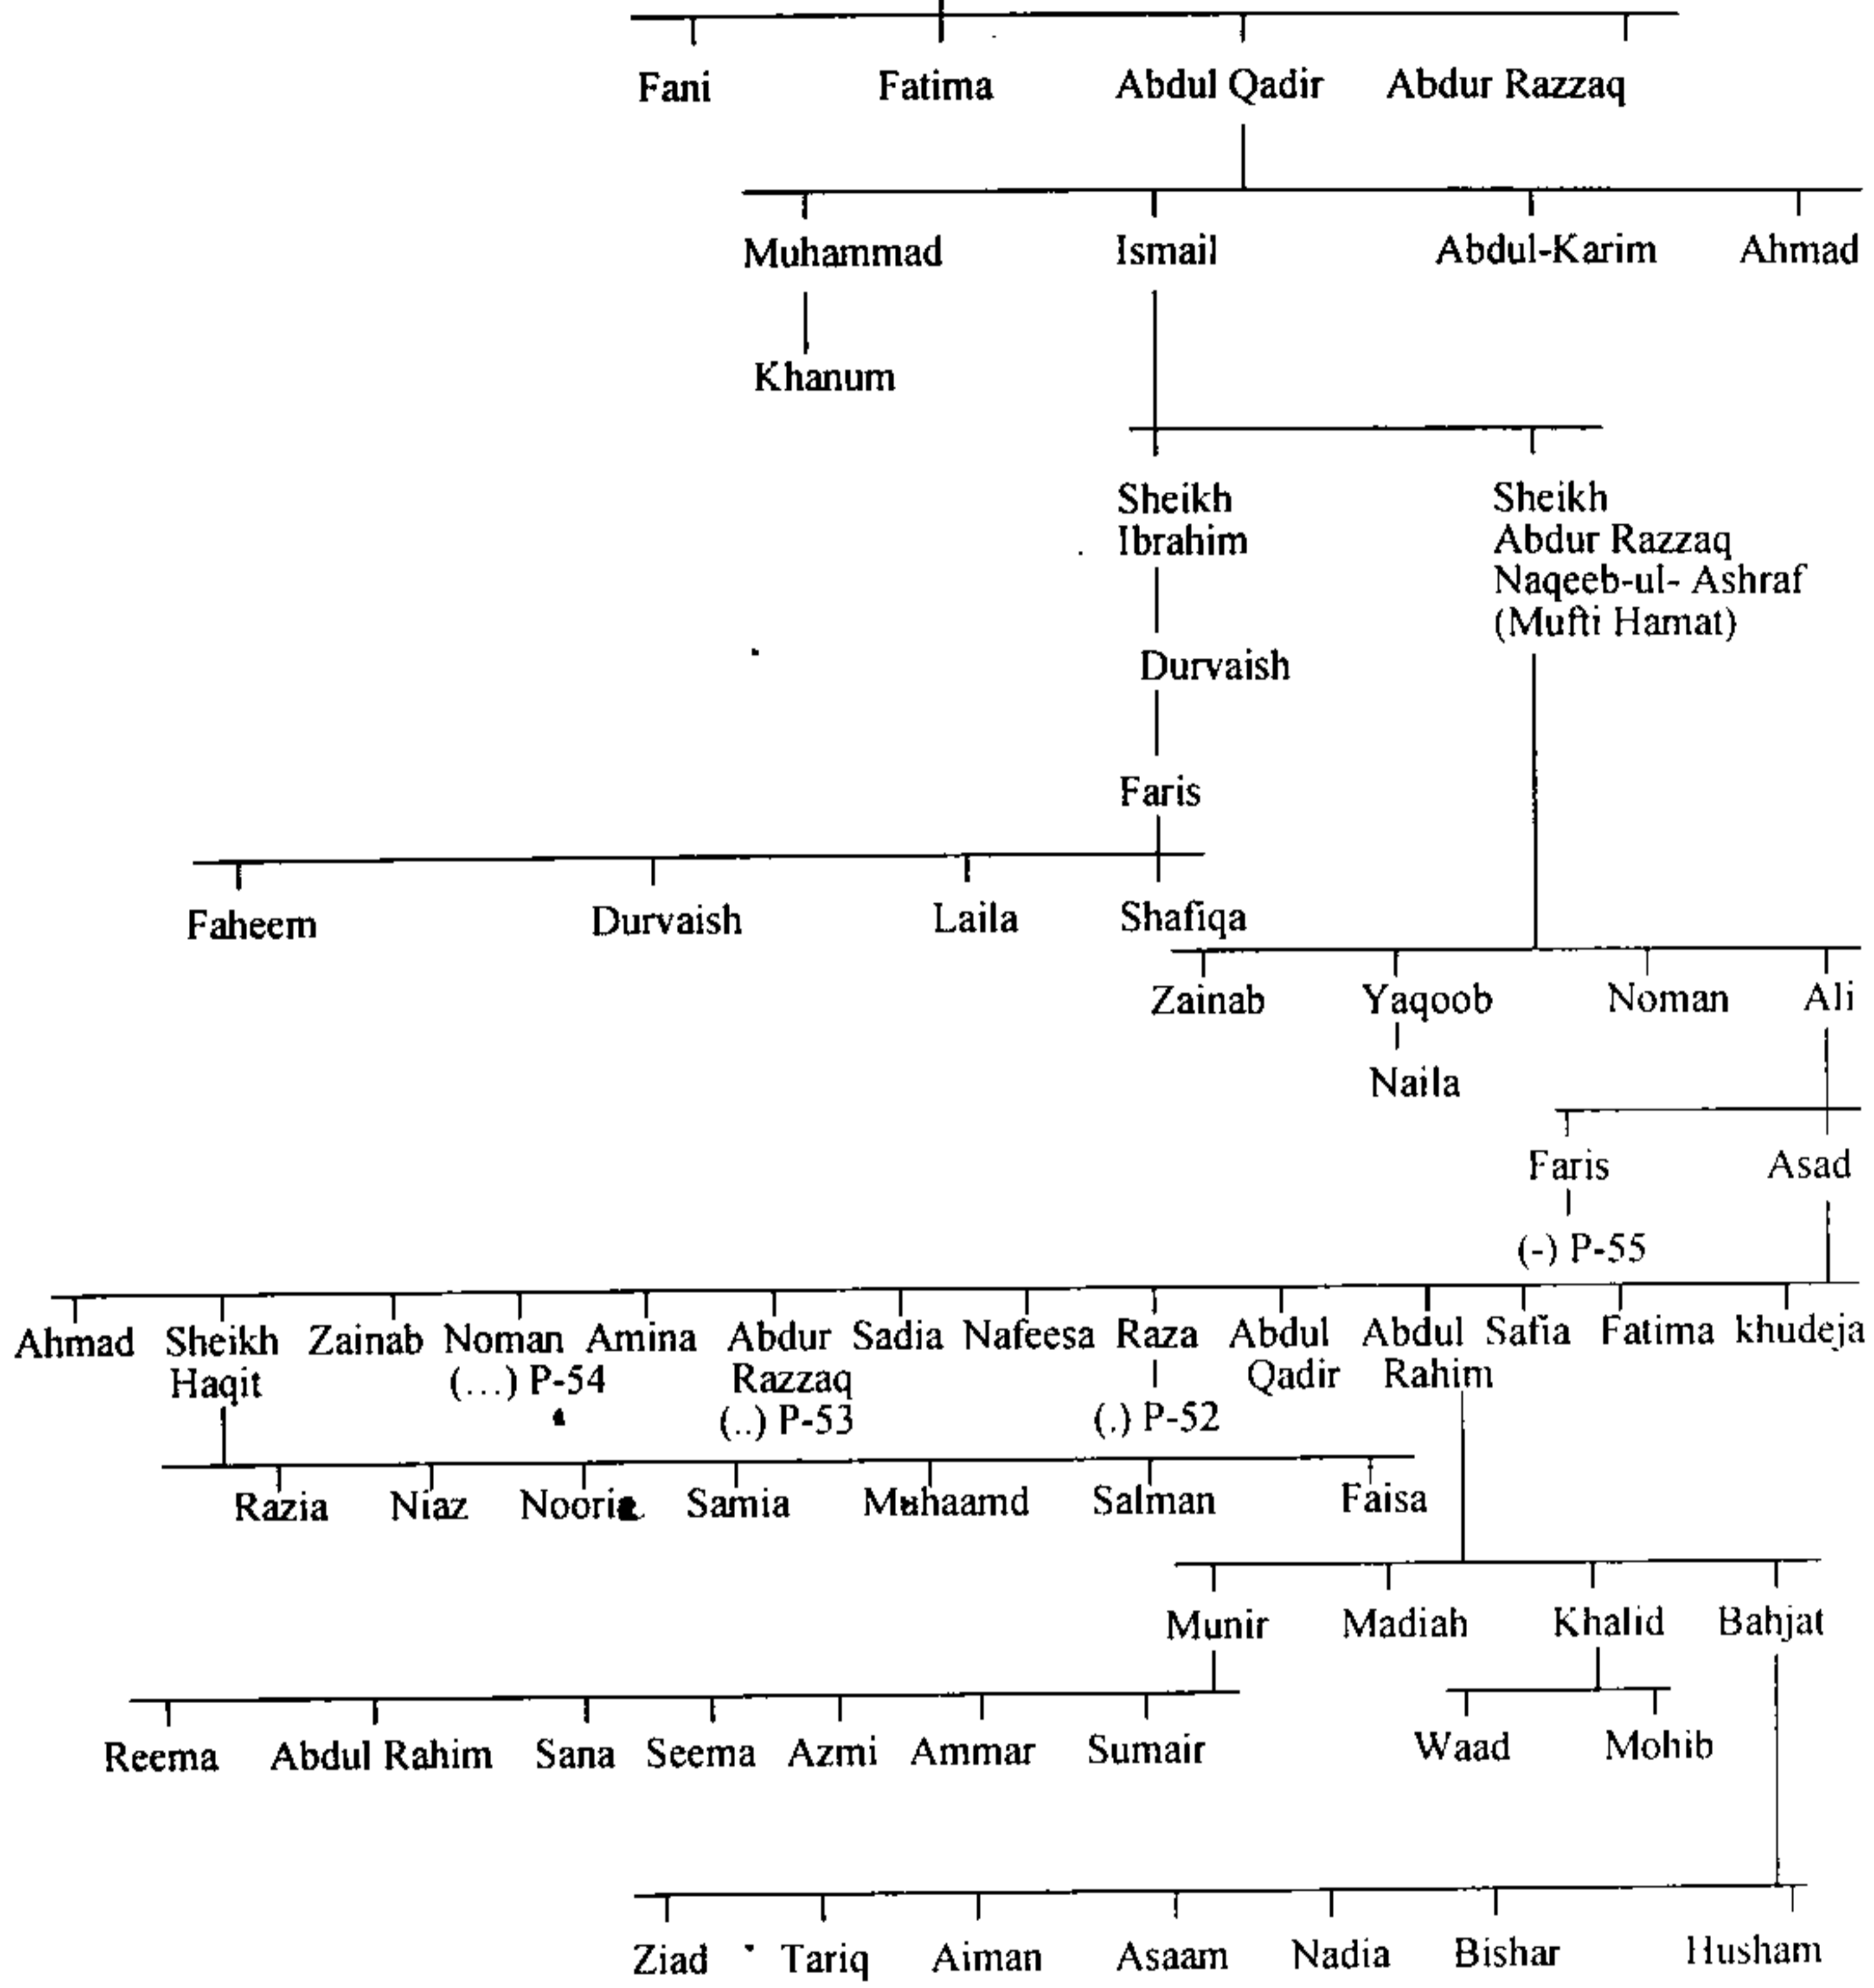 Fani Fatima Abdul Qadir Abdur Razzaq
Muhammad Ismail Abdul-Karim Ahmad
Khanum
Sheikh Sheikh
Ibrahim Abdur Razzaq
Naqeeb-ul- Ashraf
(Mufti Hamat)
Durvaish
Faris
Faheem Durvaish Laila Shafiqa
Zainab Yaqoob Noman Ali
Naila
Faris Asad
(-) P-55
Ahmad Sheikh Zainab Noman Amina Abdur Sadia Nafeesa Raza Abdul Abdul Safia Fatima khudeja
Haqit (...) P-54 Razzaq Qadir Rahim
(..) P-53 (.) P-52
Razia Niaz Nooria Samia Muhaamd Salman Faisa
Munir Madiah Khalid Bahjat
Reema Abdul Rahim Sana Seema Azmi Ammar Sumair Waad Mohib
Ziad Tariq Aiman Asaam Nadia Bishar Husham